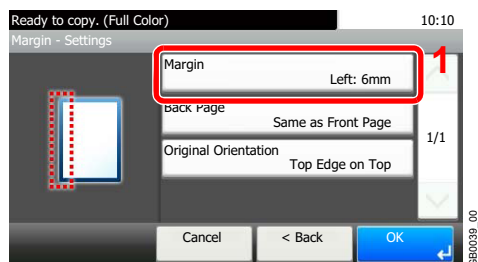 Ready to copy. (Full Color) 10:10
Margin - Settings
1
Margin
Left: 6mm
Back Page
Same as Front Page
1/1
Original Orientation
Top Edge on Top
Cancel < Back OK